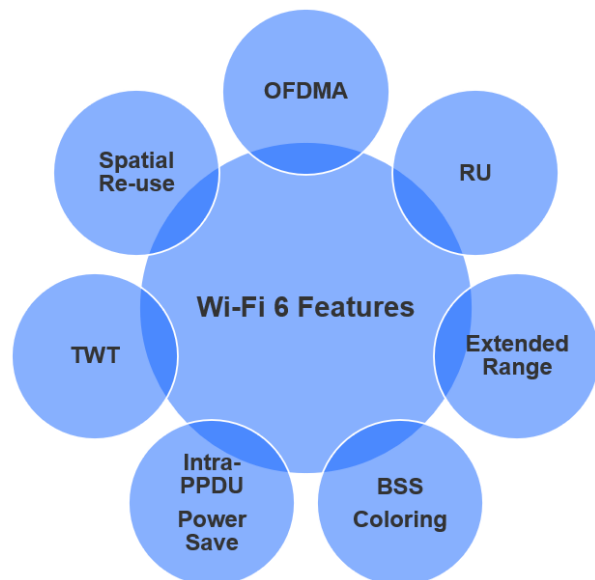 OFDMA
Spatial
Re-use
RU
Wi-Fi 6 Features
TWT
Extended
Range
Intra-
PPDU
Power
Save
BSS
Coloring